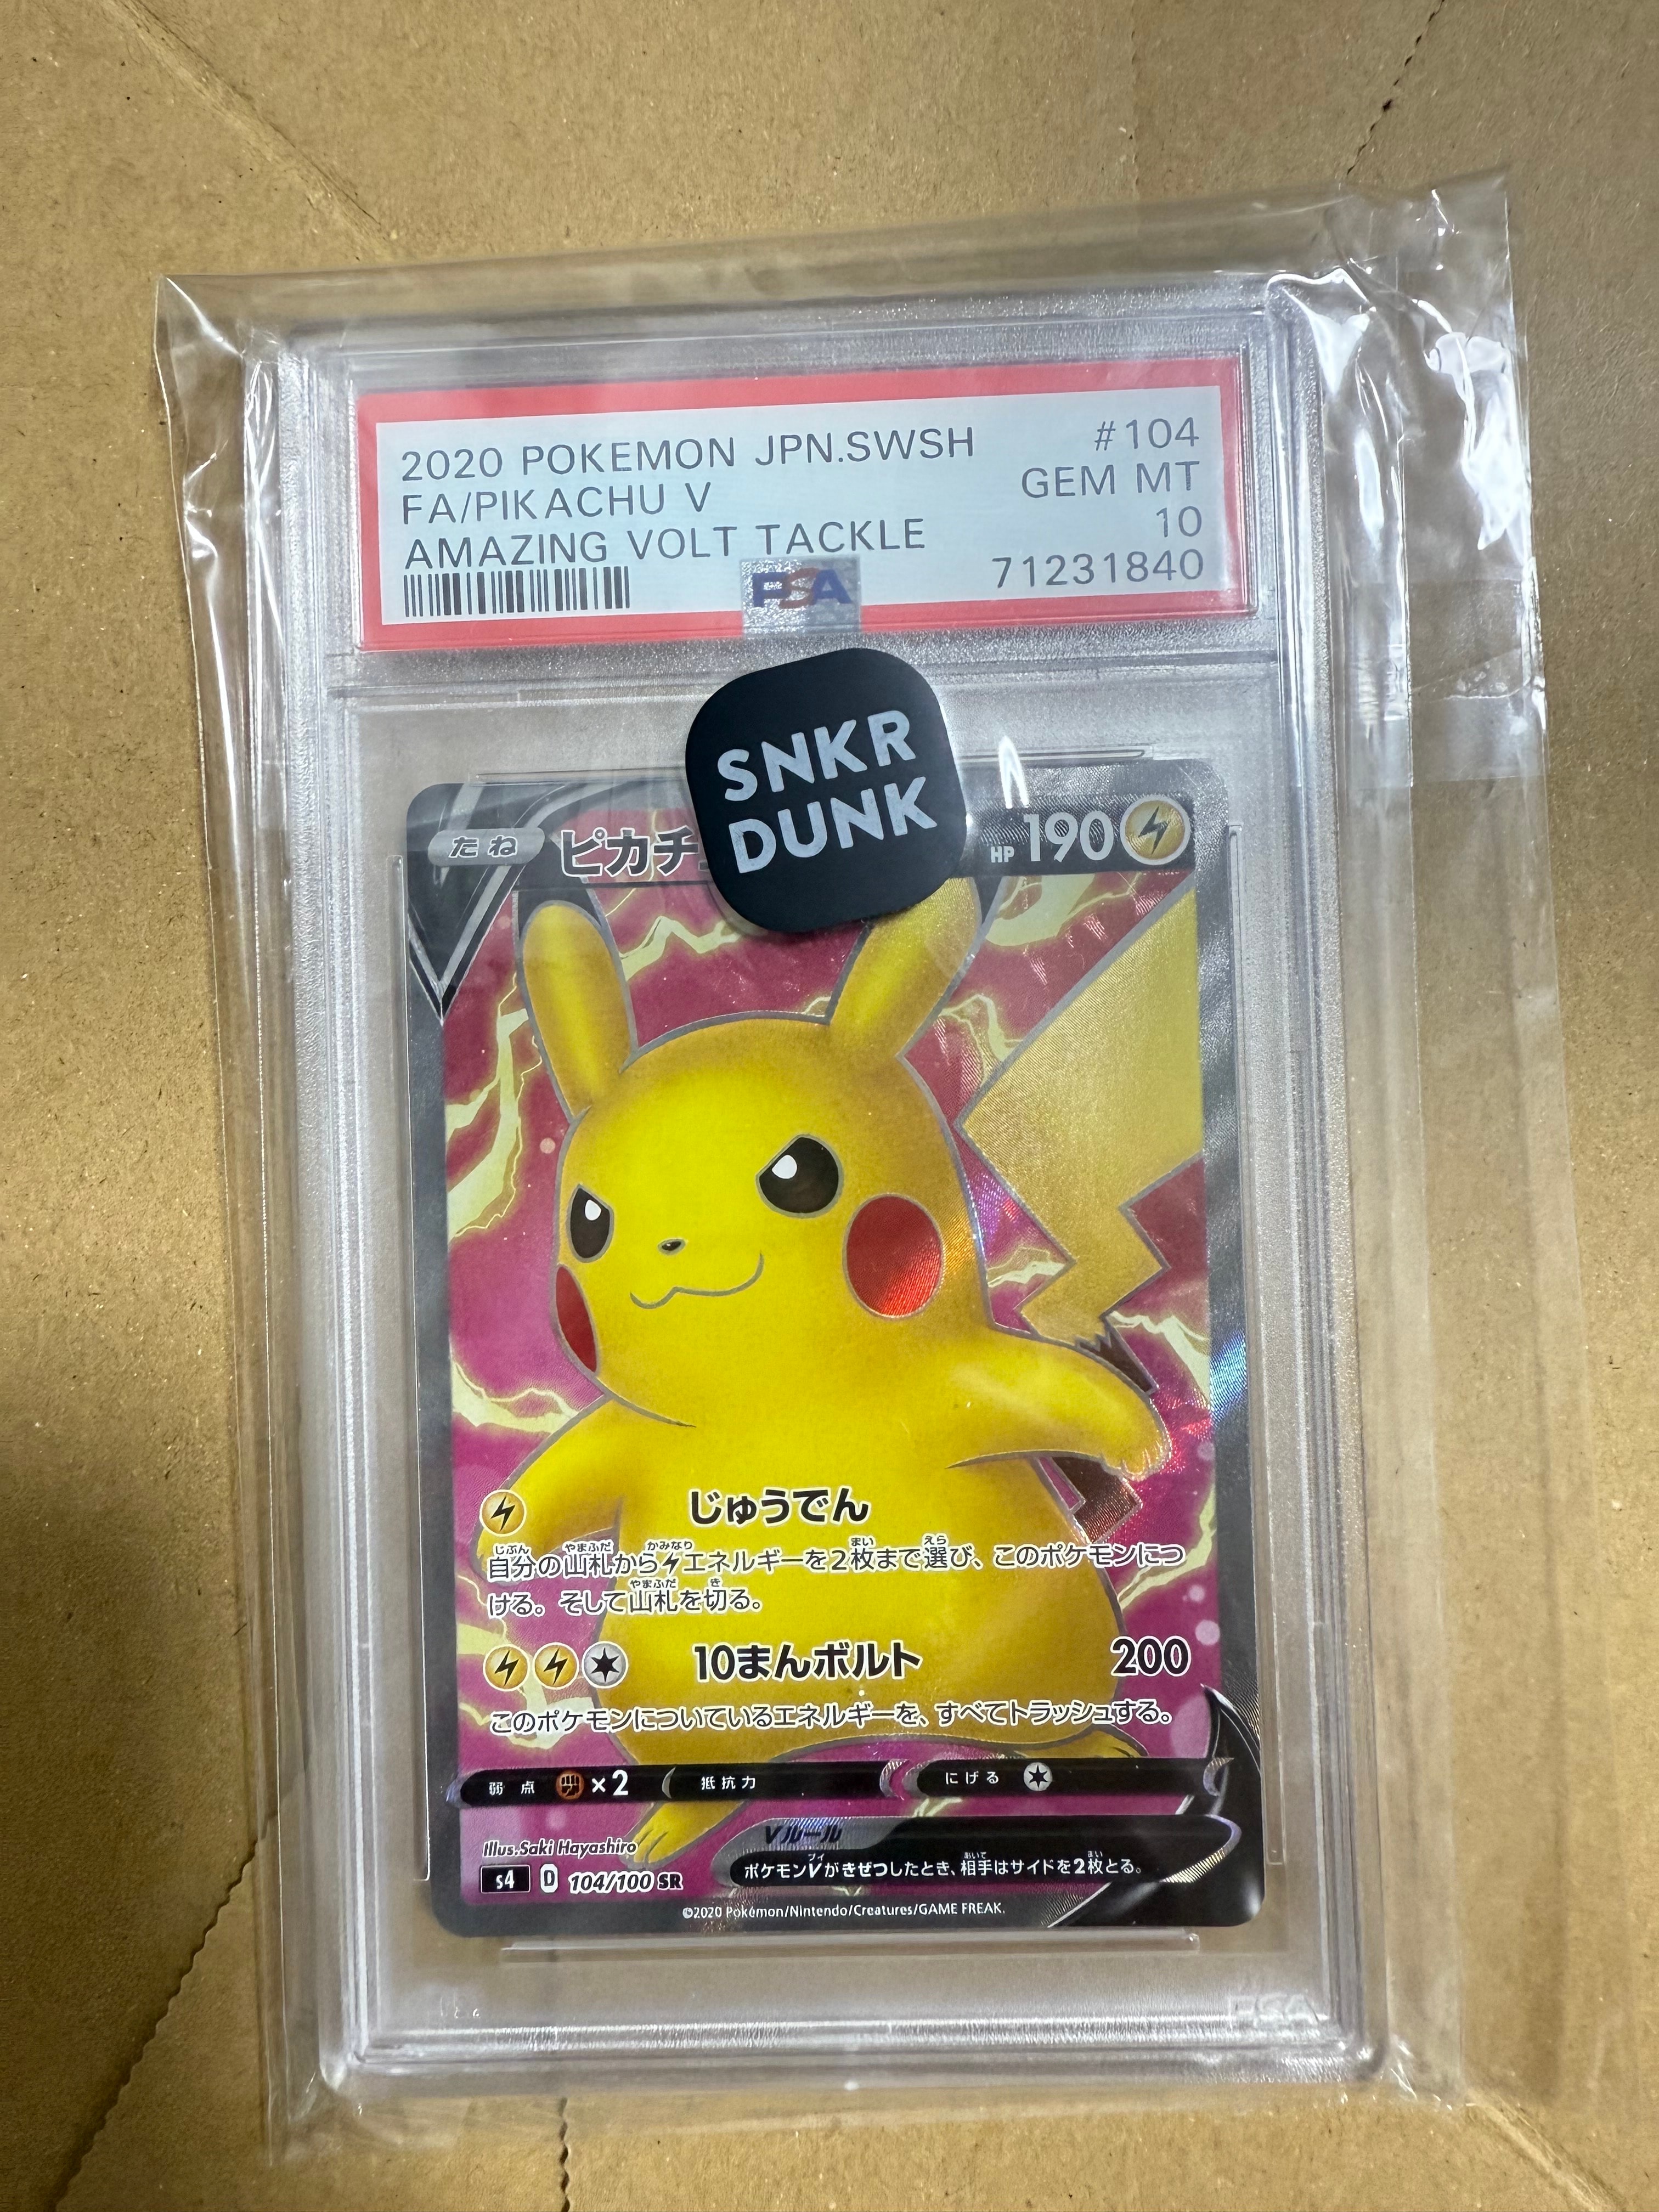 2020 POKEMON JPN.SWSH #104
FA/PIKACHU V GEM MT
AMAZING VOLT TACKLE 10
71231840
PSA
SNKR
DUNK
たね ピカチュ HP 190
じゅうでん
自分の山札からエネルギーを2枚まで選び、このポケモンにつ
ける。そして山札を切る。
10まんボルト 200
このポケモンについているエネルギーを、すべてトラッシュする。
弱点 ×2 抵抗力 にげる
Illus.Saki Hayashiro
Vルール
ポケモンVがきぜつしたとき、相手はサイドを2枚とる。
s4 D 104/100 SR
©2020 Pokémon/Nintendo/Creatures/GAME FREAK.
PSA